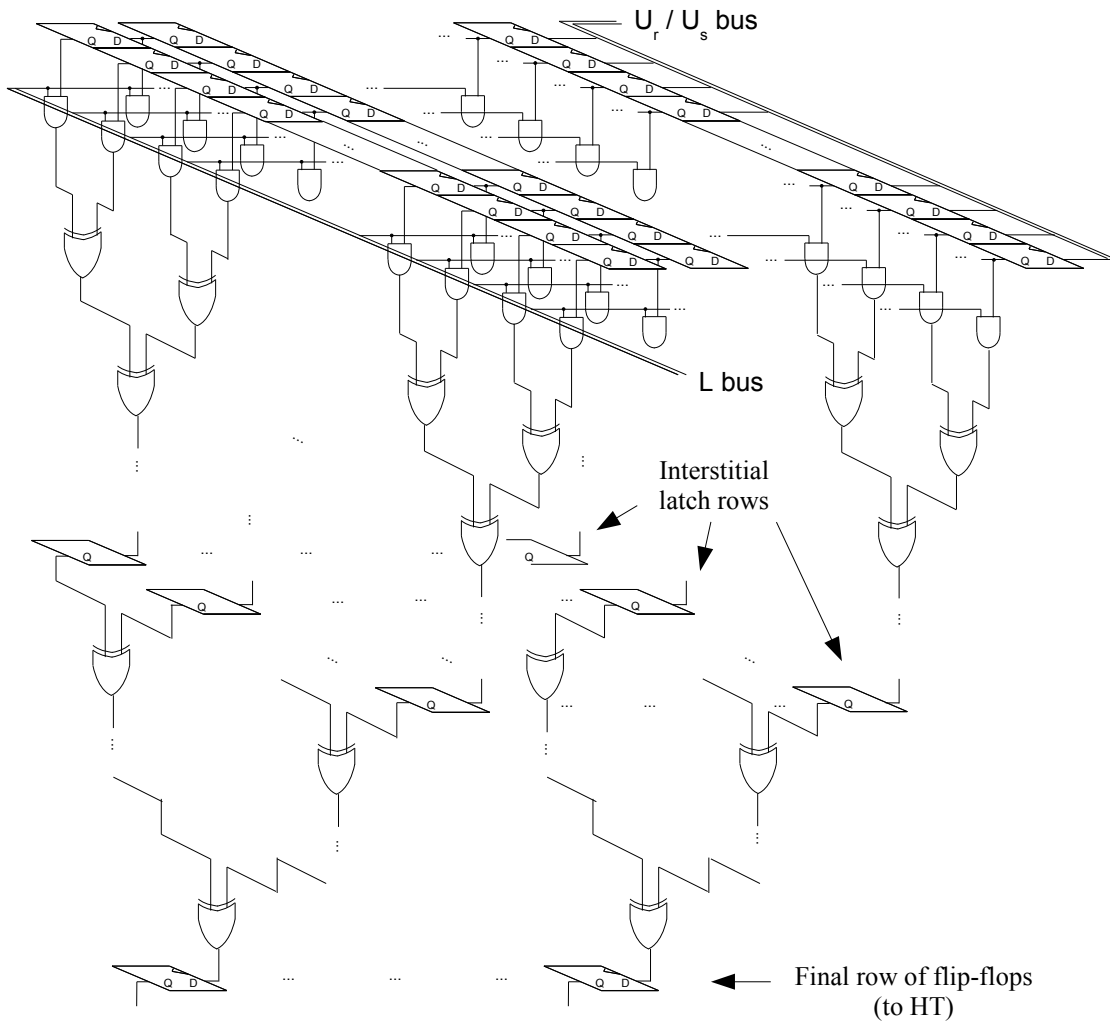 U_r / U_s bus
Q D Q D
Q D Q D
Q D Q D
Q D Q D
Q D
Q D
Q D
Q D
Q D Q D
Q D Q D
Q D Q D
Q D Q D
Q D
Q D
Q D
Q D
L bus
Interstitial
latch rows
Q
Q
Q
Q
Q
Q
Q D
Q D
Final row of flip-flops
(to HT)